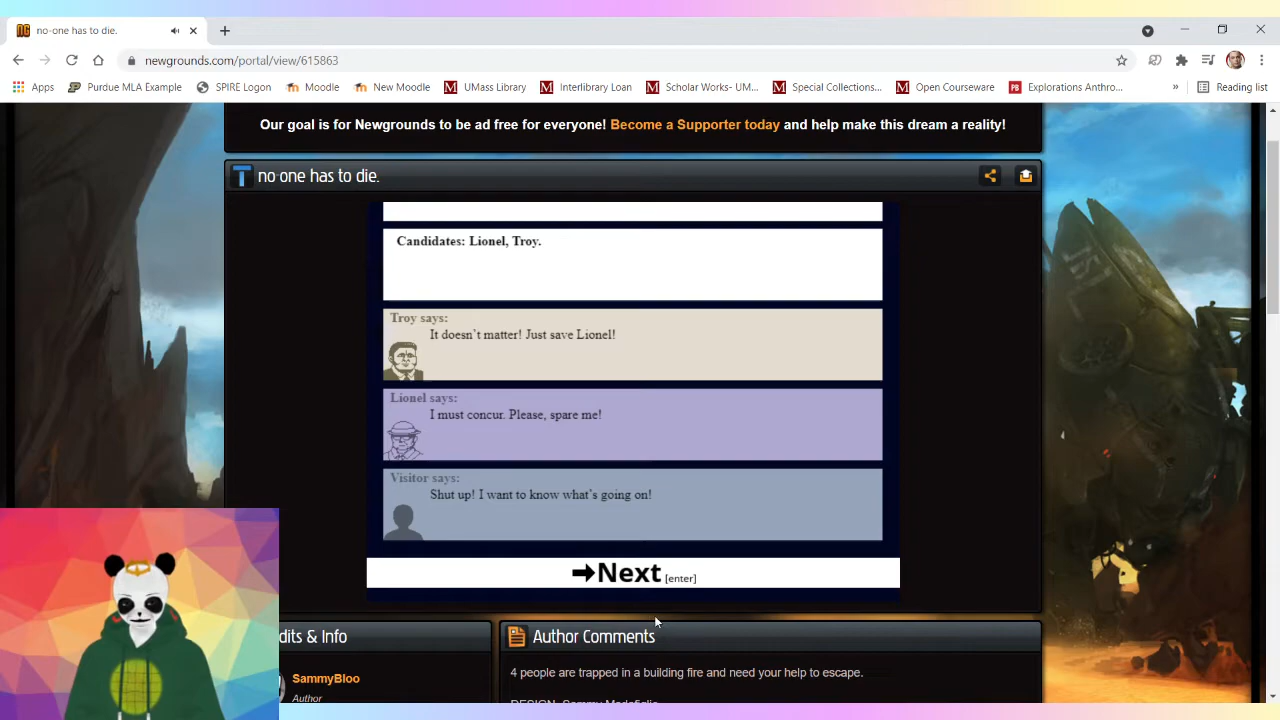 no-one has to die.
newgrounds.com/portal/view/615863
Apps
Purdue MLA Example
SPIRE Logon
Moodle
New Moodle
UMass Library
Interlibrary Loan
Scholar Works- UM...
Special Collections...
Open Courseware
PB
Explorations Anthro...
»
Reading list
Our goal is for Newgrounds to be ad free for everyone! Become a Supporter today and help make this dream a reality!
T no-one has to die.
Candidates: Lionel, Troy.
Troy says:
It doesn't matter! Just save Lionel!
Lionel says:
I must concur. Please, spare me!
Visitor says:
Shut up! I want to know what's going on!
➡Next [enter]
dits & Info
Author Comments
SammyBloo
Author
4 people are trapped in a building fire and need your help to escape.